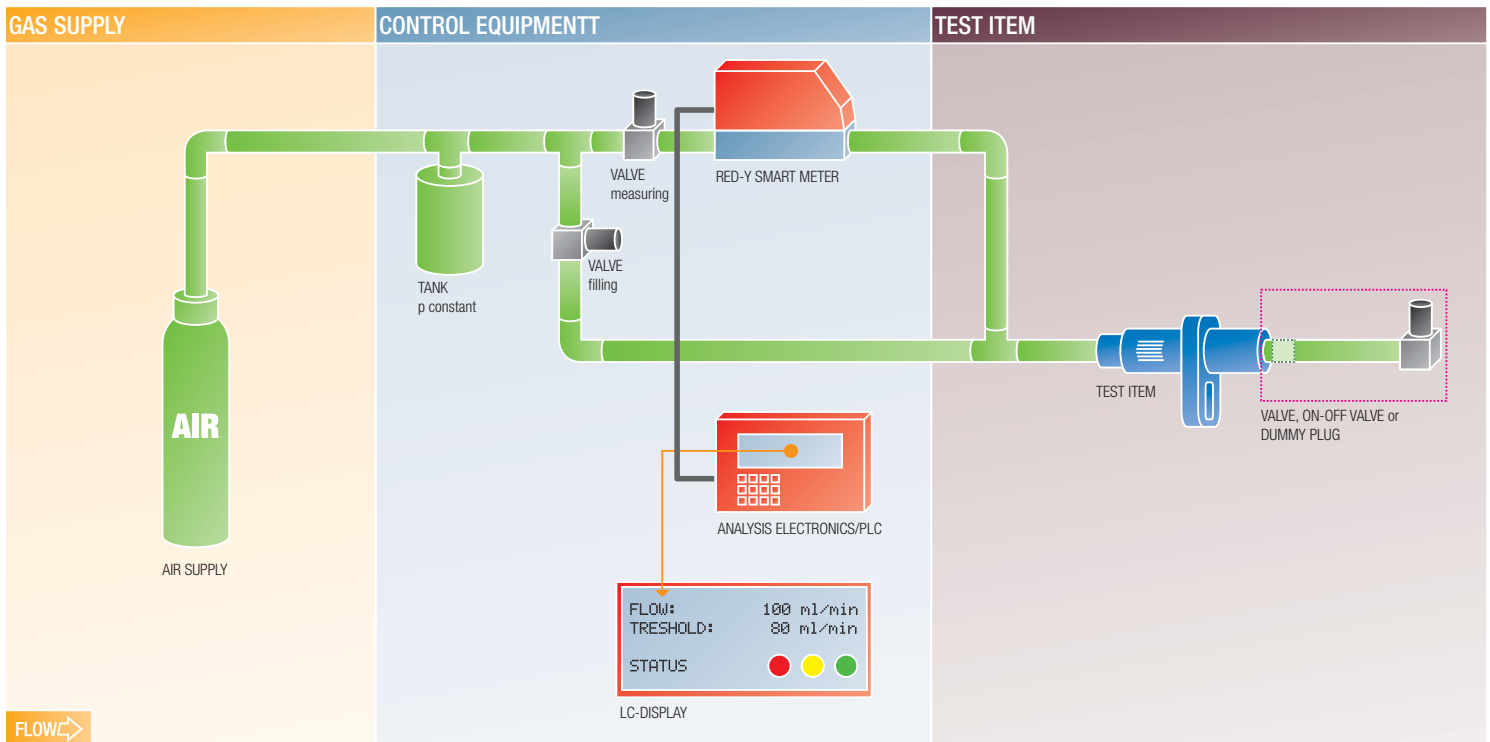 GAS SUPPLY
CONTROL EQUIPMENTT
TEST ITEM
VALVE
measuring
RED-Y SMART METER
VALVE
filling
TANK
p constant
AIR
AIR SUPPLY
TEST ITEM
VALVE, ON-OFF VALVE or
DUMMY PLUG
ANALYSIS ELECTRONICS/PLC
FLOW: 100 ml/min
TRESHOLD: 80 ml/min
STATUS
LC-DISPLAY
FLOW